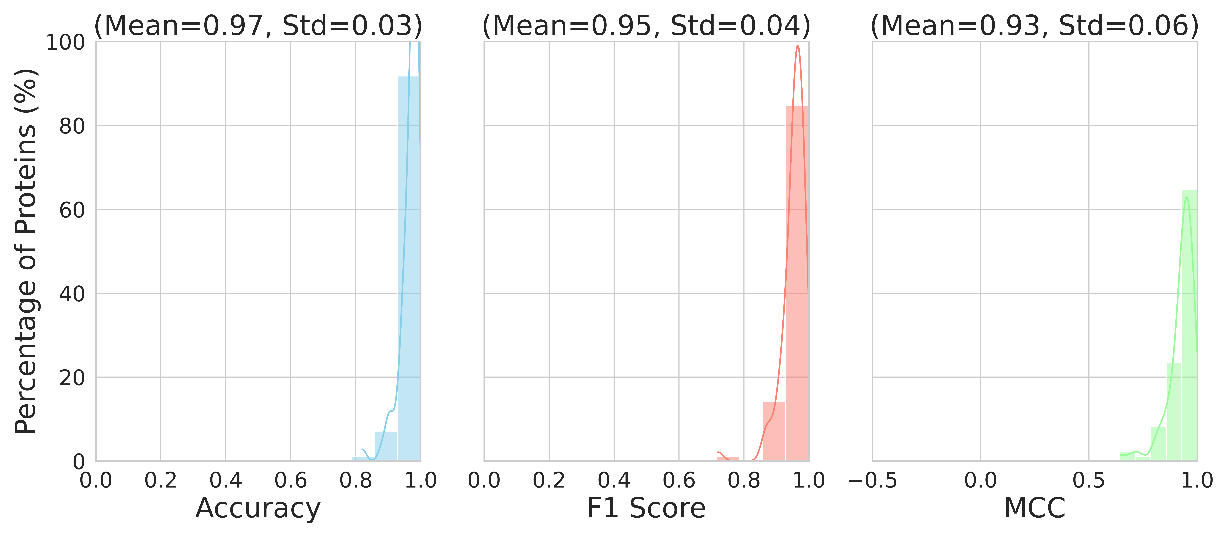 (Mean=0.97, Std=0.03) (Mean=0.95, Std=0.04) (Mean=0.93, Std=0.06)
Percentage of Proteins (%)
100
80
60
40
20
0
0.0 0.2 0.4 0.6 0.8 1.0
Accuracy
0.0 0.2 0.4 0.6 0.8 1.0
F1 Score
−0.5 0.0 0.5 1.0
MCC